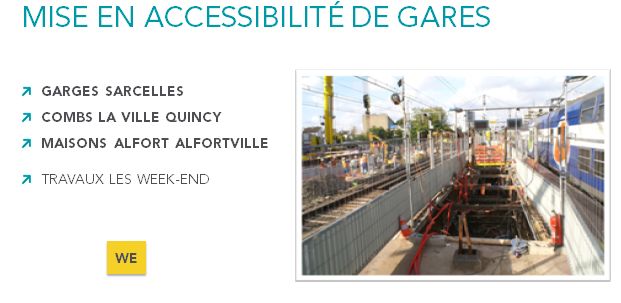 MISE EN ACCESSIBILITÉ DE GARES
GARGES SARCELLES
COMBS LA VILLE QUINCY
MAISONS ALFORT ALFORTVILLE
TRAVAUX LES WEEK-END
WE